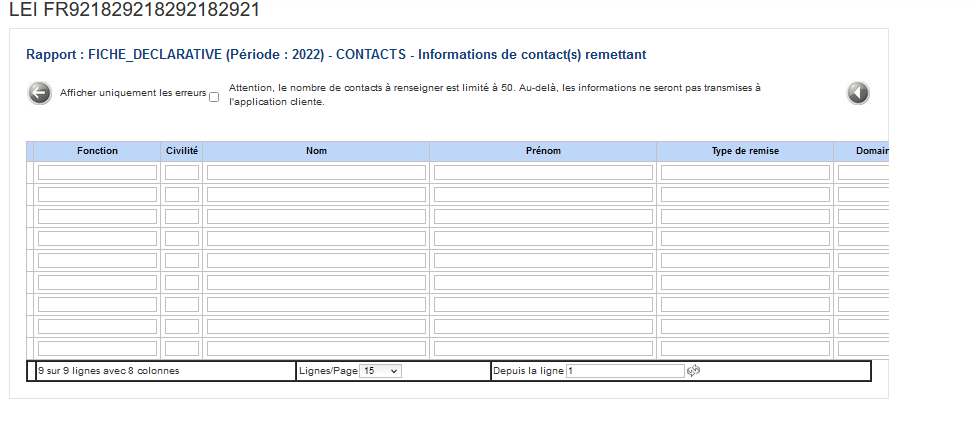 LEI FR921829218292182921
Rapport : FICHE_DECLARATIVE (Période : 2022) - CONTACTS - Informations de contact(s) remettant
Afficher uniquement les erreurs
Attention, le nombre de contacts à renseigner est limité à 50. Au-delà, les informations ne seront pas transmises à
l'application cliente.
Fonction Civilité Nom Prénom Type de remise Domain
9 sur 9 lignes avec 8 colonnes Lignes/Page 15 Depuis la ligne 1